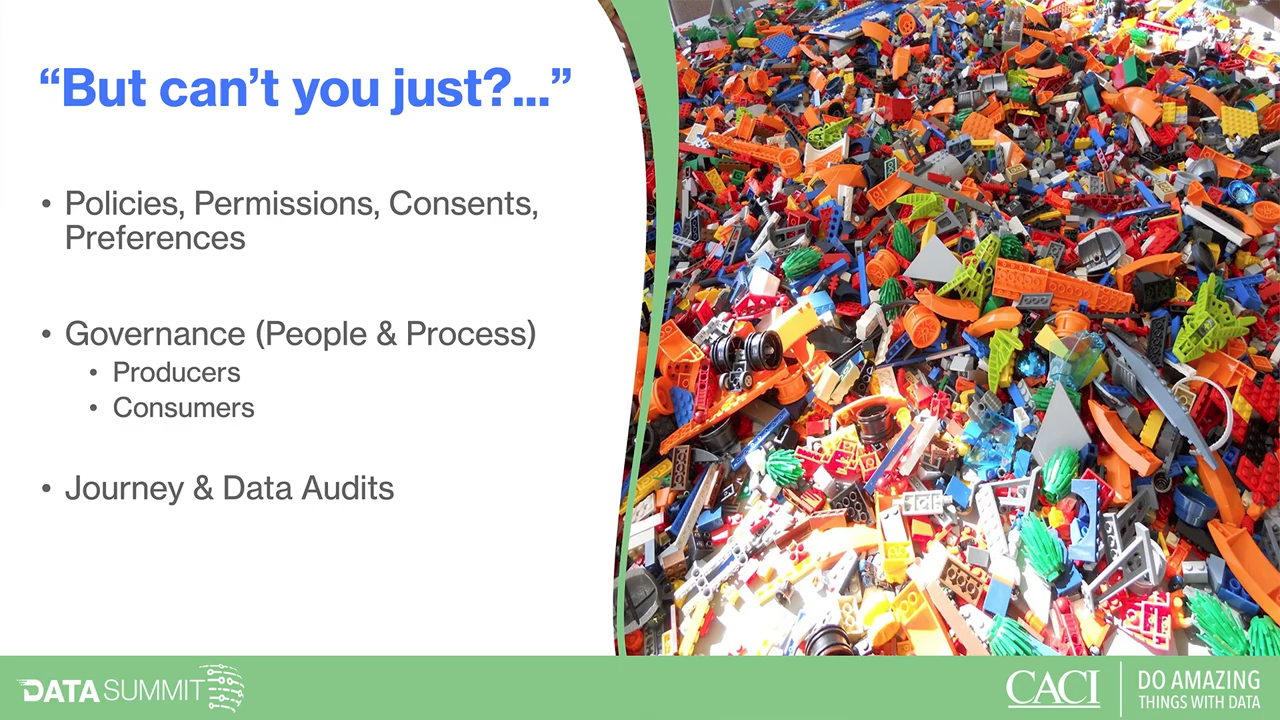 “But can’t you just?...”
• Policies, Permissions, Consents,
Preferences
• Governance (People & Process)
• Producers
• Consumers
• Journey & Data Audits
DATA SUMMIT
CACI
DO AMAZING
THINGS WITH DATA